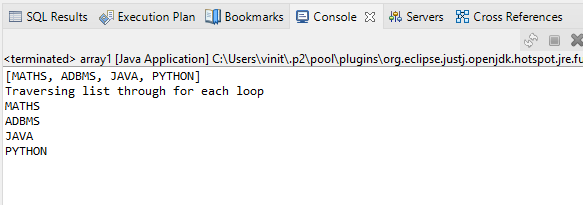 SQL Results Execution Plan Bookmarks Console Servers Cross References
<terminated> array1 [Java Application] C:\Users\vinit\.p2\pool\plugins\org.eclipse.justj.openjdk.hotspot.jre.fu
[MATHS, ADBMS, JAVA, PYTHON]
Traversing list through for each loop
MATHS
ADBMS
JAVA
PYTHON